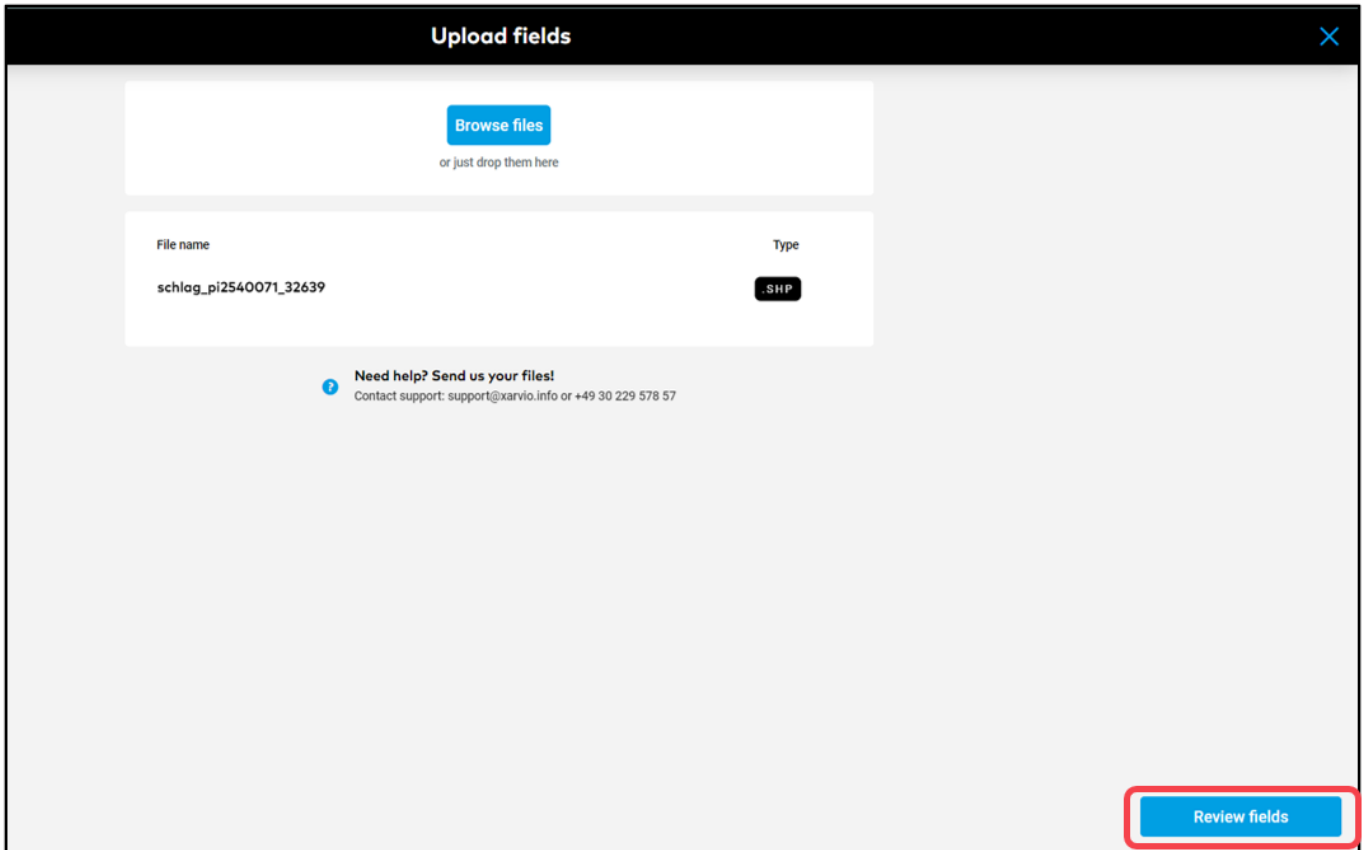 Upload fields
Browse files
or just drop them here
File name Type
schlag_pi2540071_32639 .SHP
Need help? Send us your files!
Contact support: support@xarvio.info or +49 30 229 578 57
Review fields